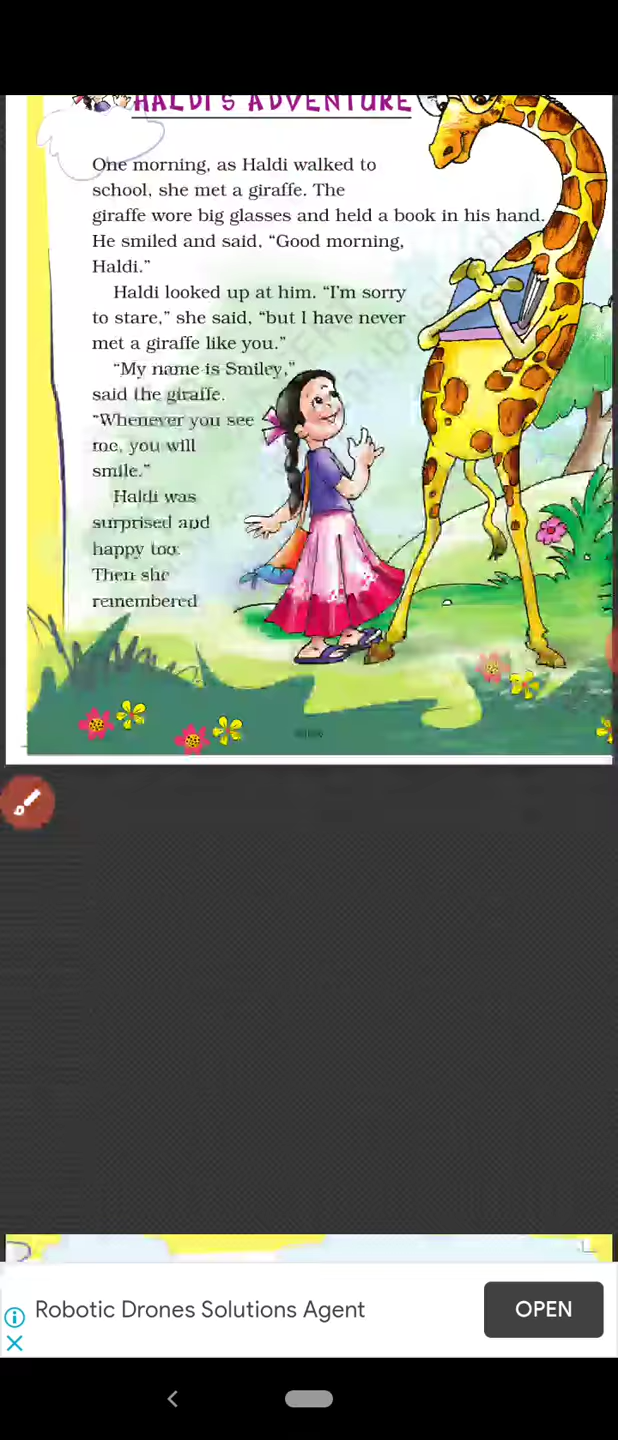 HALDI'S ADVENTURE
One morning, as Haldi walked to
school, she met a giraffe. The
giraffe wore big glasses and held a book in his hand.
He smiled and said, “Good morning,
Haldi.”
Haldi looked up at him. “I'm sorry
to stare,” she said, “but I have never
met a giraffe like you.”
“My name is Smiley,”
said the giraffe.
“Whenever you see
me, you will
smile.”
Haldi was
surprised and
happy too.
Then she
remembered
Robotic Drones Solutions Agent
OPEN